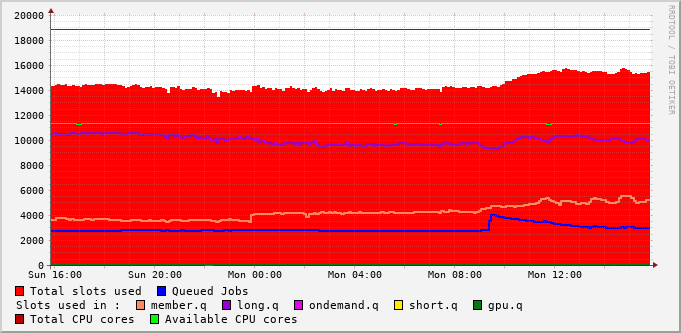 RRDTOOL / TOBI OETIKER
20000
18000
16000
14000
12000
10000
8000
6000
4000
2000
0
Sun 16:00 Sun 20:00 Mon 00:00 Mon 04:00 Mon 08:00 Mon 12:00
Total slots used Queued Jobs
Slots used in : member.q long.q ondemand.q short.q gpu.q
Total CPU cores Available CPU cores